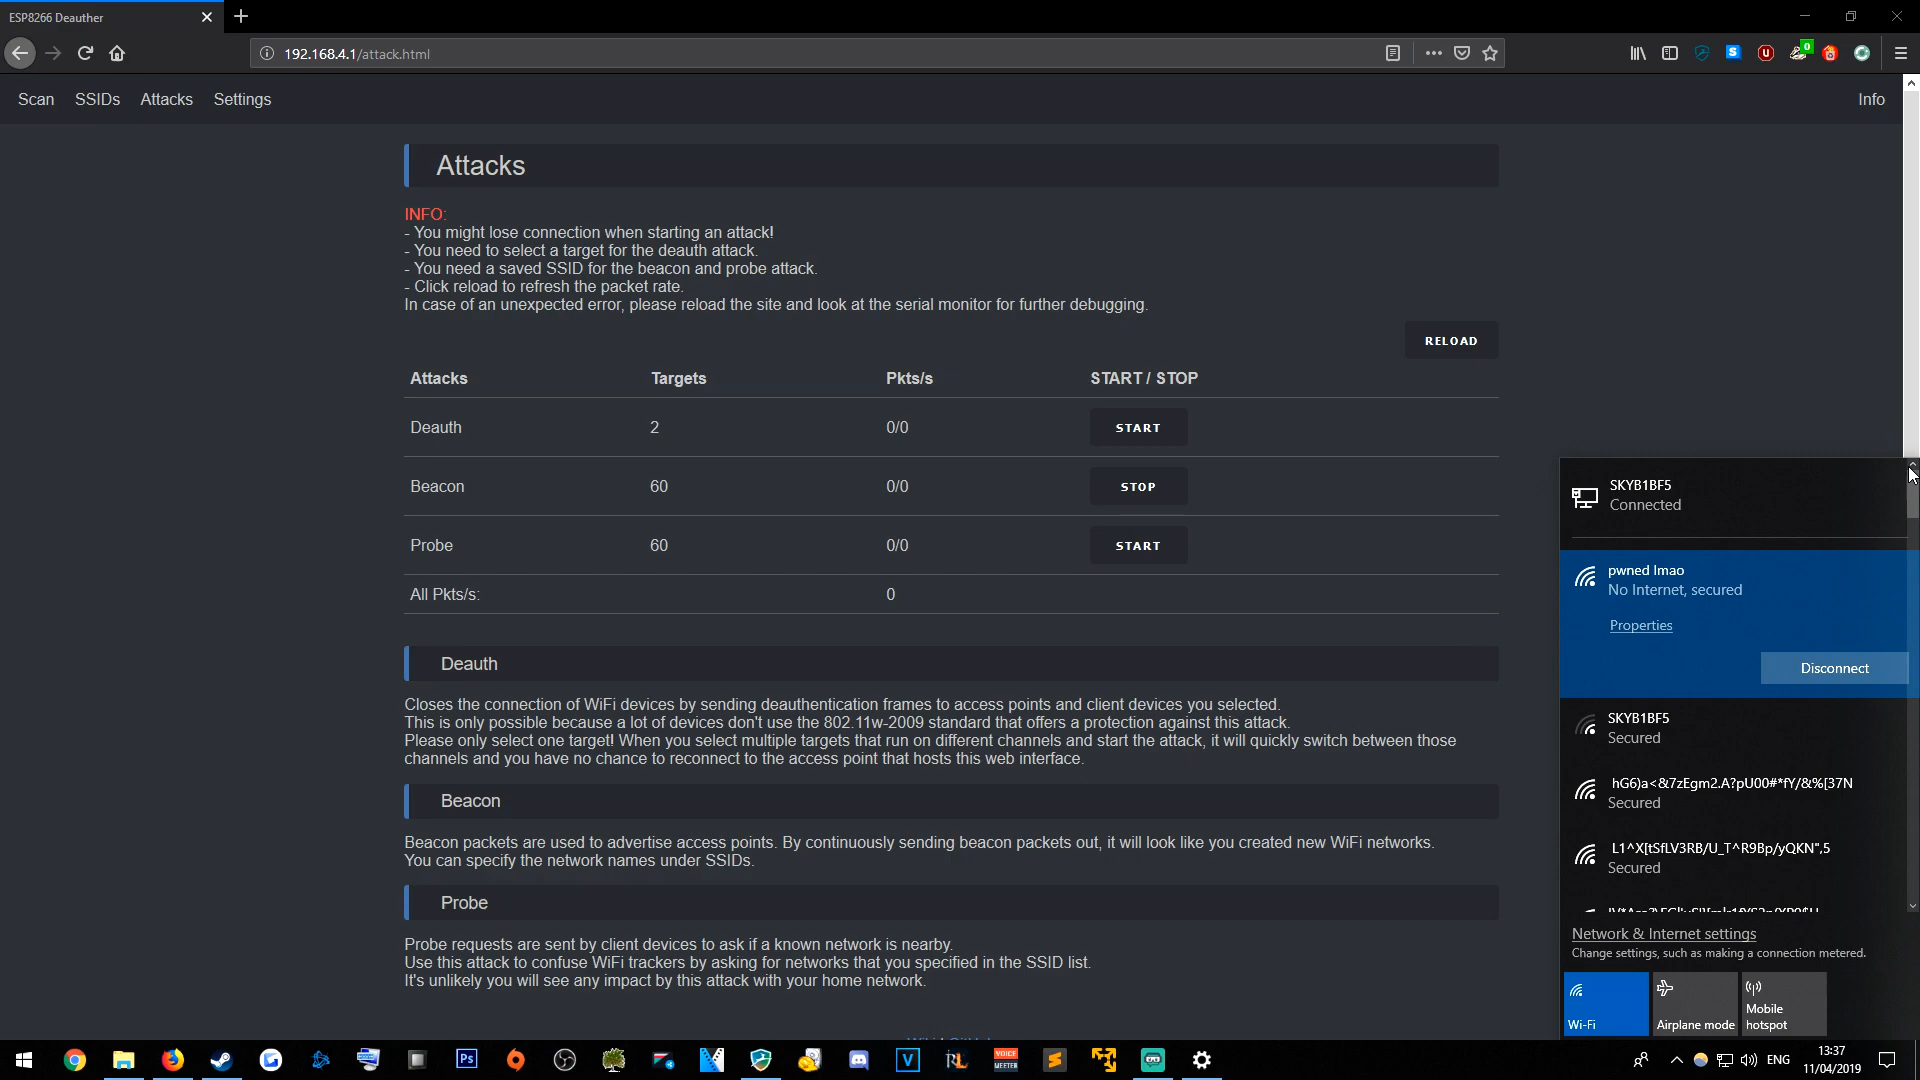 ESP8266 Deauther
192.168.4.1/attack.html
0
Scan SSIDs Attacks Settings Info
Attacks
INFO:
- You might lose connection when starting an attack!
- You need to select a target for the deauth attack.
- You need a saved SSID for the beacon and probe attack.
- Click reload to refresh the packet rate.
In case of an unexpected error, please reload the site and look at the serial monitor for further debugging.
RELOAD
Attacks Targets Pkts/s START / STOP
Deauth 2 0/0 START
Beacon 60 0/0 STOP
Probe 60 0/0 START
All Pkts/s: 0
Deauth
Closes the connection of WiFi devices by sending deauthentication frames to access points and client devices you selected.
This is only possible because a lot of devices don't use the 802.11w-2009 standard that offers a protection against this attack.
Please only select one target! When you select multiple targets that run on different channels and start the attack, it will quickly switch between those
channels and you have no chance to reconnect to the access point that hosts this web interface.
Beacon
Beacon packets are used to advertise access points. By continuously sending beacon packets out, it will look like you created new WiFi networks.
You can specify the network names under SSIDs.
Probe
Probe requests are sent by client devices to ask if a known network is nearby.
Use this attack to confuse WiFi trackers by asking for networks that you specified in the SSID list.
It's unlikely you will see any impact by this attack with your home network.
SKYB1BF5
Connected
pwned lmao
No Internet, secured
Properties
Disconnect
SKYB1BF5
Secured
hG6)a<&7zEgm2.A?pU00#*fY/&%[37N
Secured
L1^X[tSfLV3RB/U_T^R9Bp/yQKN",5
Secured
Network & Internet settings
Change settings, such as making a connection metered.
Wi-Fi
Airplane mode
Mobile
hotspot
Ps
V
RL
VOICE
MEETER
ENG
13:37
11/04/2019